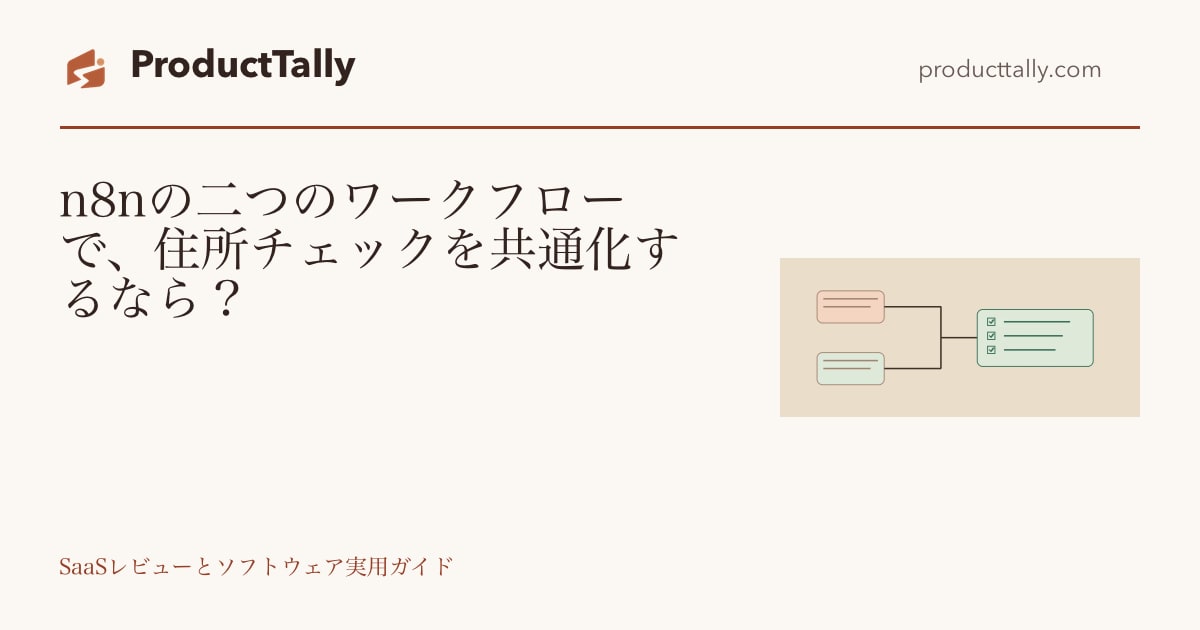 ProductTally
producttally.com
n8nの二つのワークフロー
で、住所チェックを共通化す
るなら？
SaaSレビューとソフトウェア実用ガイド